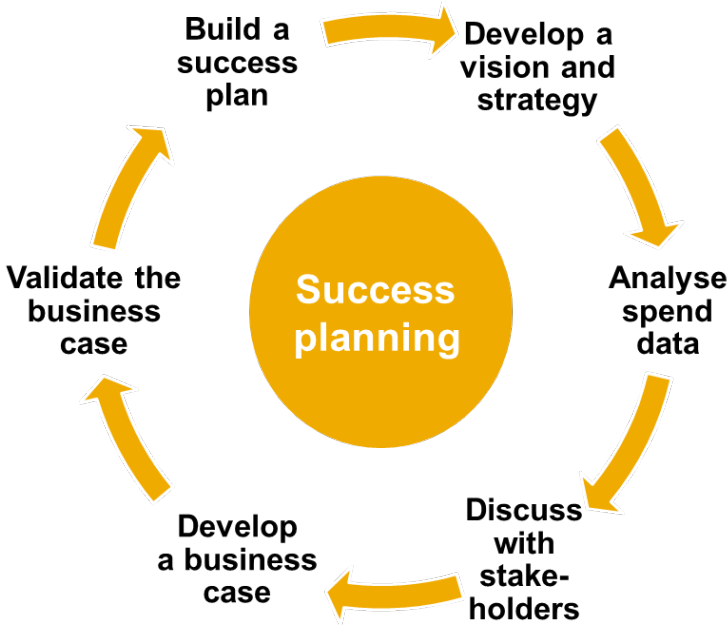 Build a
success
plan
Develop a
vision and
strategy
Analyse
spend
data
Discuss
with
stake-
holders
Develop
a business
case
Validate the
business
case
Success
planning